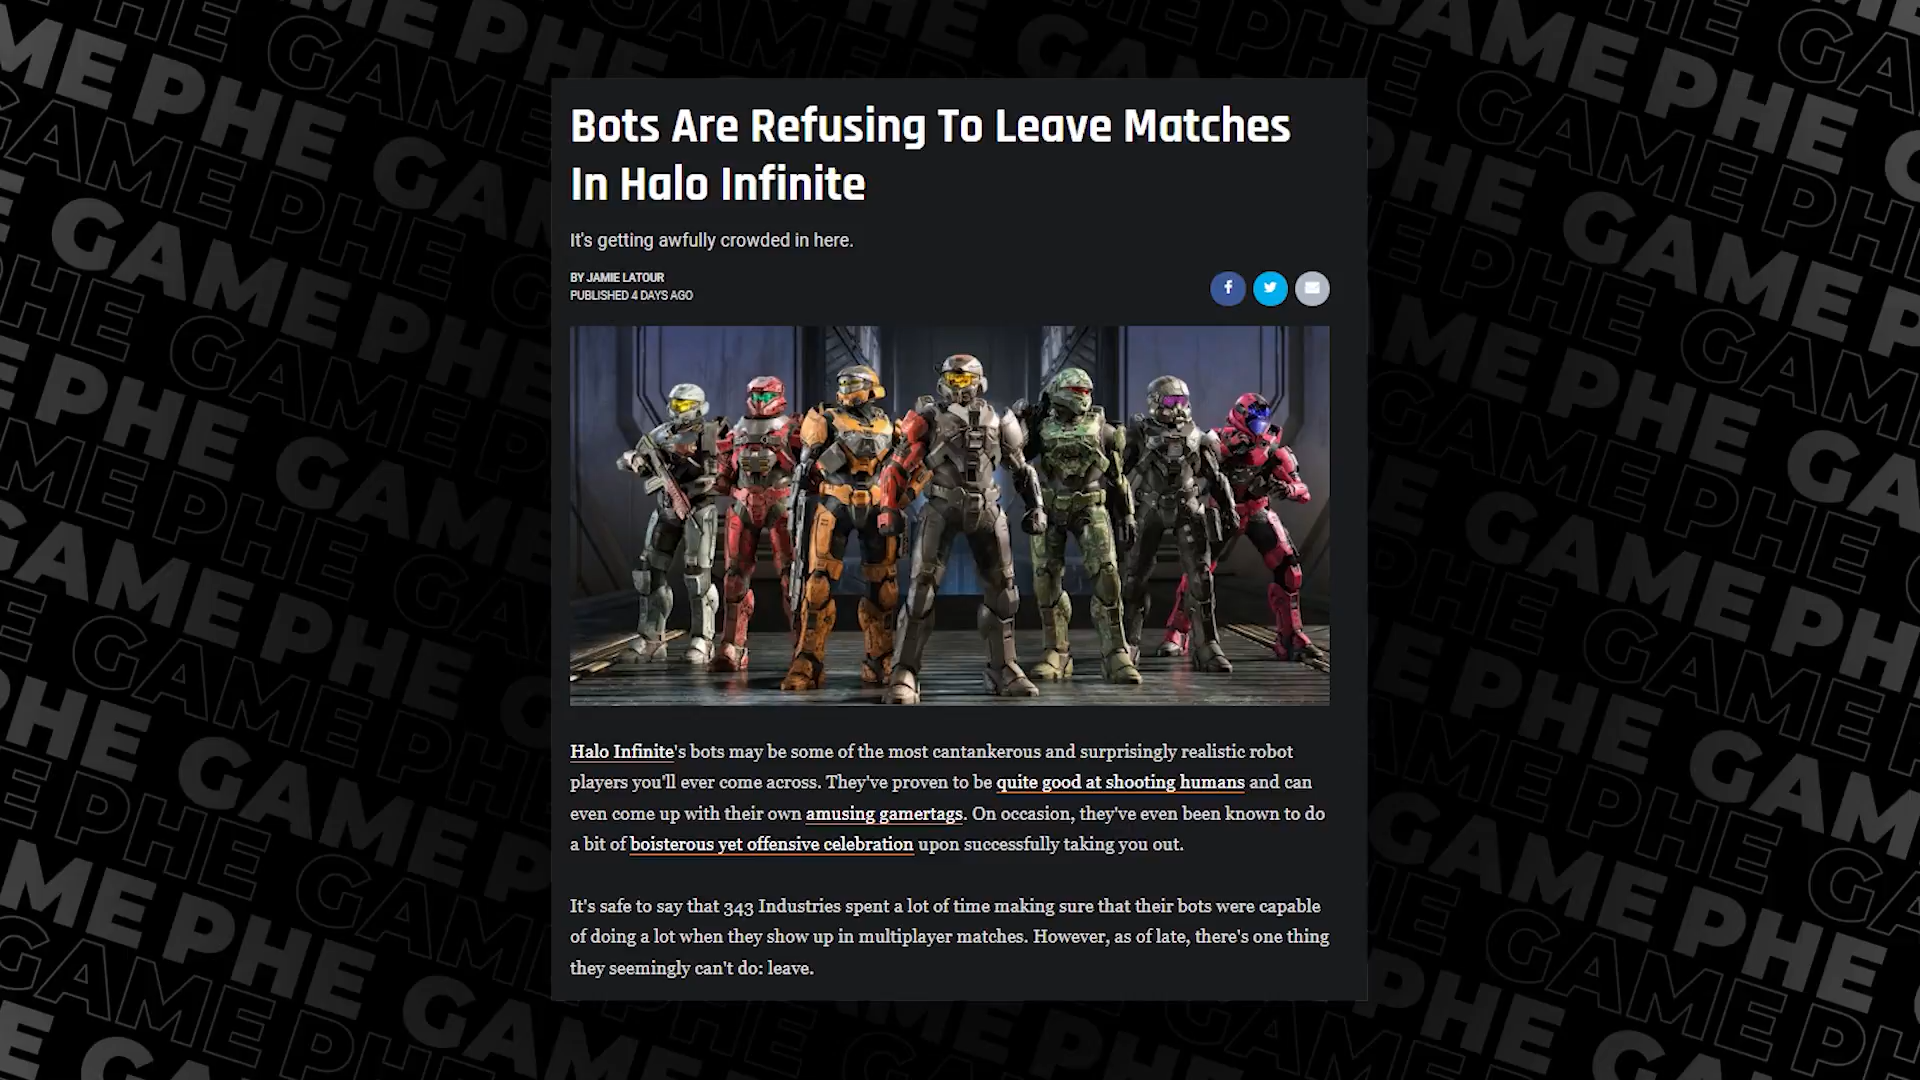 Bots Are Refusing To Leave Matches
In Halo Infinite
It's getting awfully crowded in here.
BY JAMIE LATOUR
PUBLISHED 4 DAYS AGO
Halo Infinite's bots may be some of the most cantankerous and surprisingly realistic robot
players you'll ever come across. They've proven to be quite good at shooting humans and can
even come up with their own amusing gamertags. On occasion, they've even been known to do
a bit of boisterous yet offensive celebration upon successfully taking you out.
It's safe to say that 343 Industries spent a lot of time making sure that their bots were capable
of doing a lot when they show up in multiplayer matches. However, as of late, there's one thing
they seemingly can't do: leave.